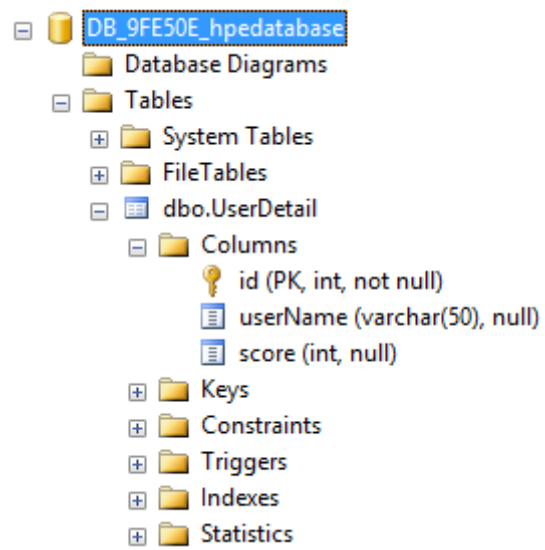 DB_9FE50E_hpedatabase
Database Diagrams
Tables
System Tables
FileTables
dbo.UserDetail
Columns
id (PK, int, not null)
userName (varchar(50), null)
score (int, null)
Keys
Constraints
Triggers
Indexes
Statistics